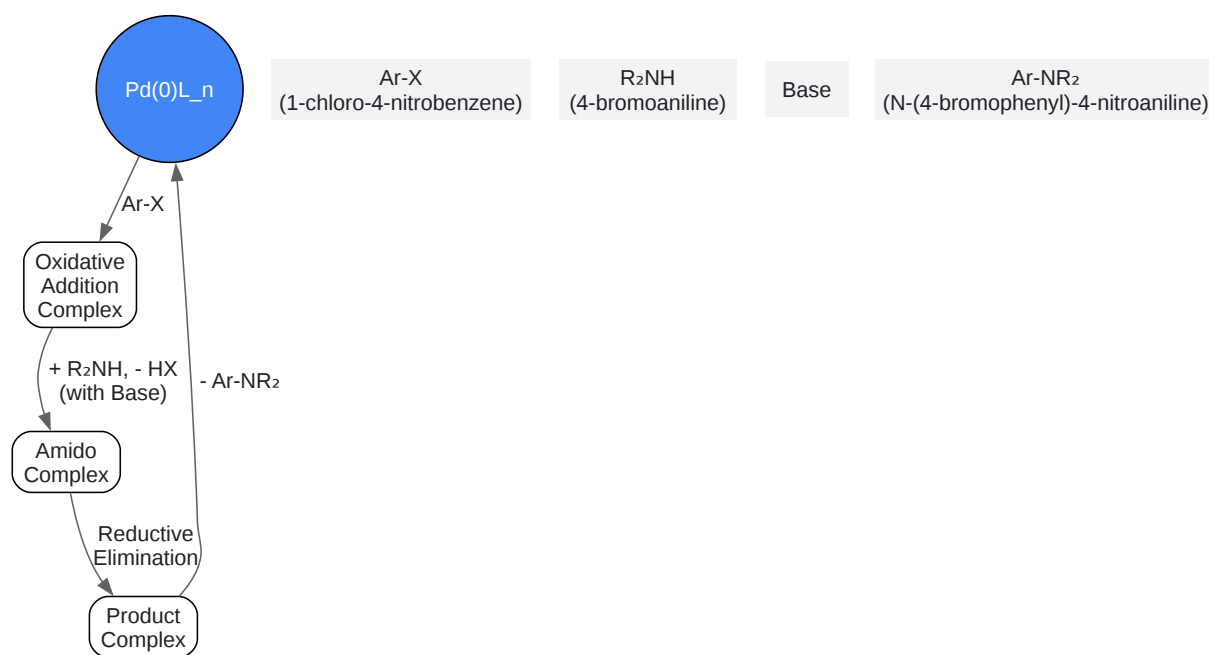 Pd(0)L_n
Ar-X
(1-chloro-4-nitrobenzene)
R₂NH
(4-bromoaniline)
Base
Ar-NR₂
(N-(4-bromophenyl)-4-nitroaniline)
Ar-X
Oxidative
Addition
Complex
+ R₂NH, - HX
(with Base)
- Ar-NR₂
Amido
Complex
Reductive
Elimination
Product
Complex